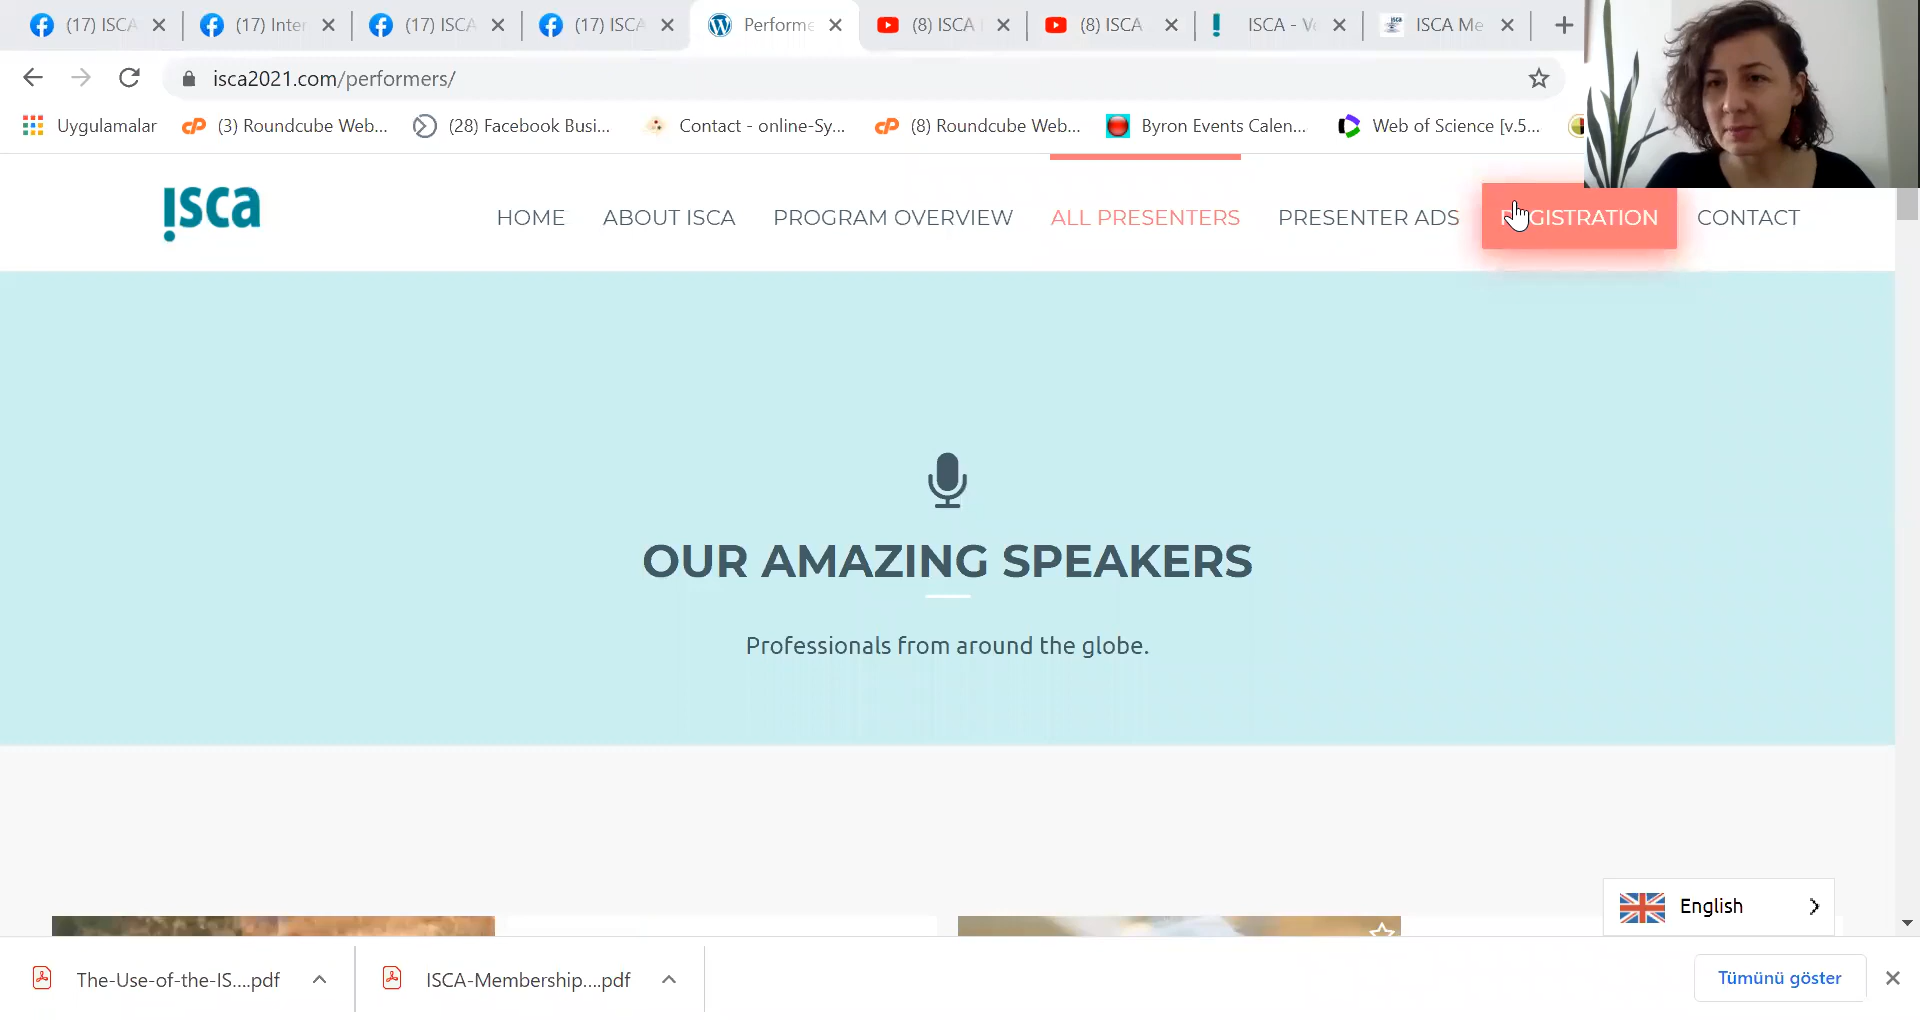 (17) ISCA
(17) Inter
(17) ISCA
(17) ISCA
Performe
(8) ISCA
(8) ISCA
ISCA - Ve
ISCA Me
isca2021.com/performers/
Uygulamalar
(3) Roundcube Web...
(28) Facebook Busi...
Contact - online-Sy...
(8) Roundcube Web...
Byron Events Calen...
Web of Science [v.5...
isca
HOME
ABOUT ISCA
PROGRAM OVERVIEW
ALL PRESENTERS
PRESENTER ADS
REGISTRATION
CONTACT
OUR AMAZING SPEAKERS
Professionals from around the globe.
English
The-Use-of-the-IS....pdf
ISCA-Membership....pdf
Tümünü göster